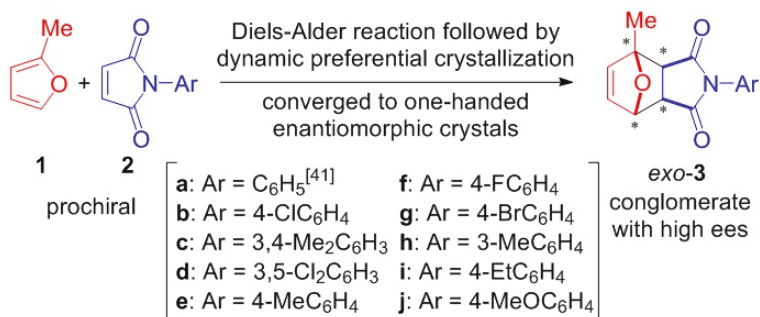 Me
O
+
O
N-Ar
O
Diels-Alder reaction followed by
dynamic preferential crystallization
converged to one-handed
enantiomorphic crystals
Me
*
*
O
O
N-Ar
*
*
O
1
2
prochiral
a: Ar = C6H5[41]
b: Ar = 4-ClC6H4
c: Ar = 3,4-Me2C6H3
d: Ar = 3,5-Cl2C6H3
e: Ar = 4-MeC6H4
f: Ar = 4-FC6H4
g: Ar = 4-BrC6H4
h: Ar = 3-MeC6H4
i: Ar = 4-EtC6H4
j: Ar = 4-MeOC6H4
exo-3
conglomerate
with high ees